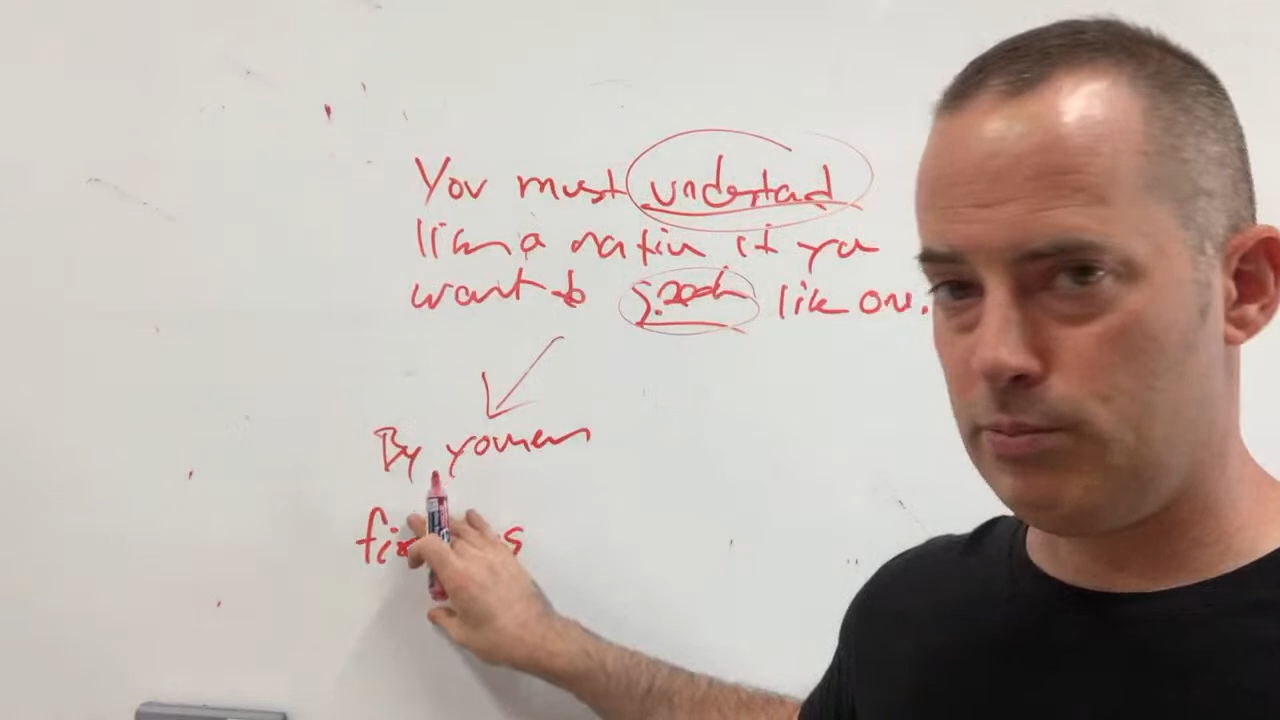 You must understand
like a native if you
want to speak like one.
By